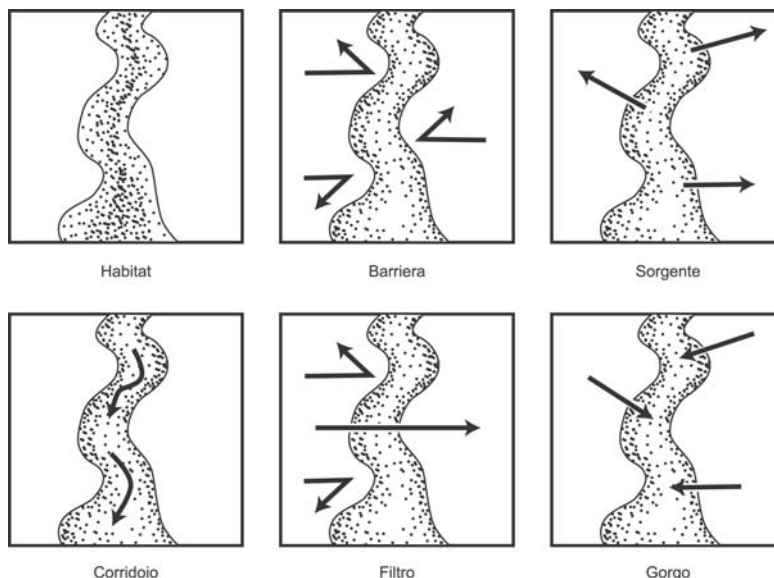 Habitat
Barriera
Sorgente
Corridoio
Filtro
Gorgo